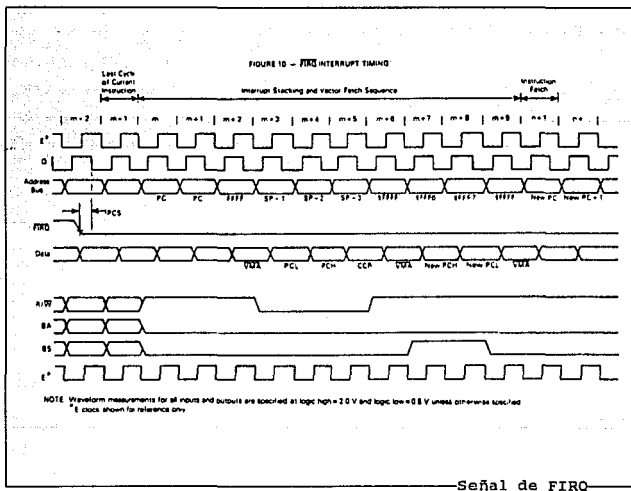 FIGURE 10 — FIRQ INTERRUPT TIMING
Last Cycle
of Current
Instruction
Interrupt Stacking and Vector Fetch Sequence
Instruction
Fetch
m-2 m-1 m m+1 m+2 m+3 m+4 m+5 m+6 m+7 m+8 m+9 n+1
E*
Q
Address
Bus
PC PC FFFF SP-1 SP-2 SP-3 $FFFF $FFF6 $FFF7 $FFFF New PC New PC+1
tPCS
FIRQ
Data
VMA PCL PCH CCR VMA New PCH New PCL VMA
R/W
BA
BS
E*
NOTE Waveform measurements for all inputs and outputs are specified at logic high = 2.0 V and logic low = 0.8 V unless otherwise specified
*E clock shown for reference only
Señal de FIRQ